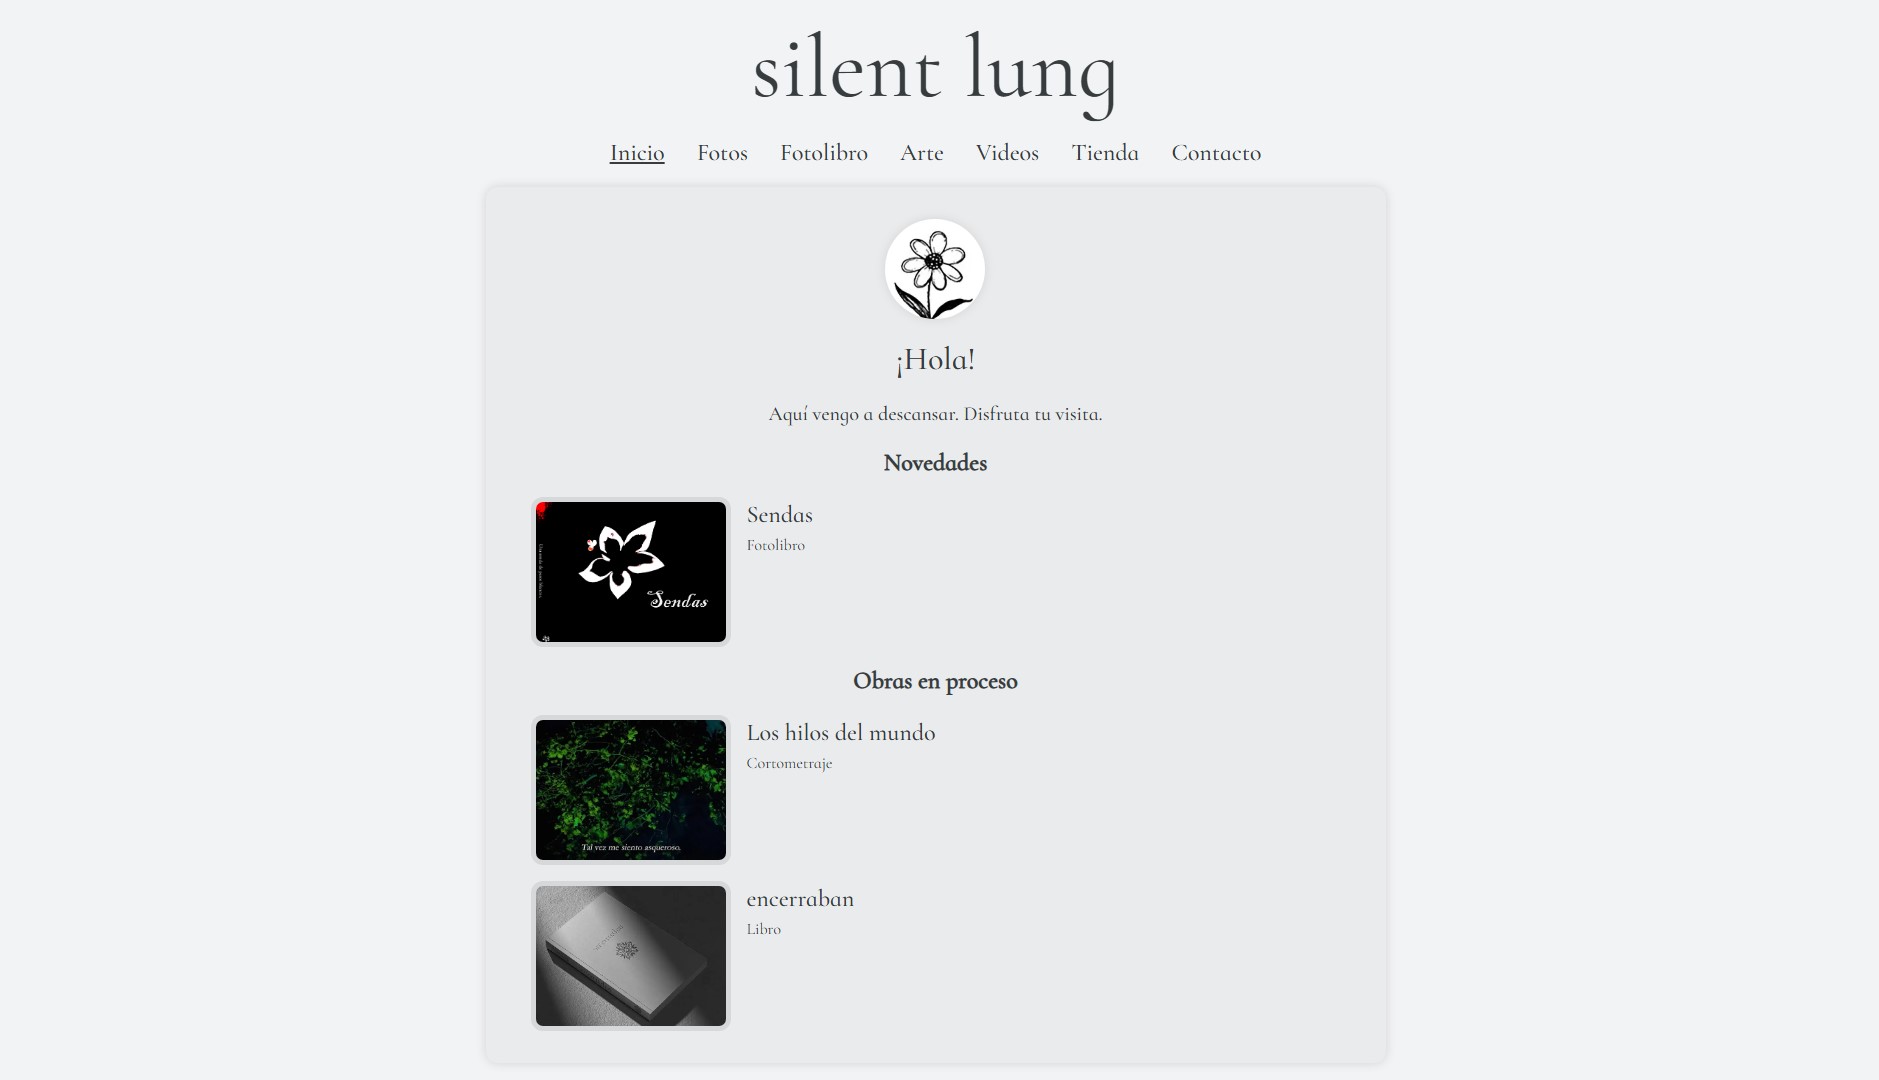 silent lung
Inicio Fotos Fotolibro Arte Videos Tienda Contacto
¡Hola!
Aquí vengo a descansar. Disfruta tu visita.
Novedades
Sendas
Sendas
Fotolibro
Obras en proceso
Los hilos del mundo
Cortometraje
Tal vez me siento asqueroso.
encerraban
Libro